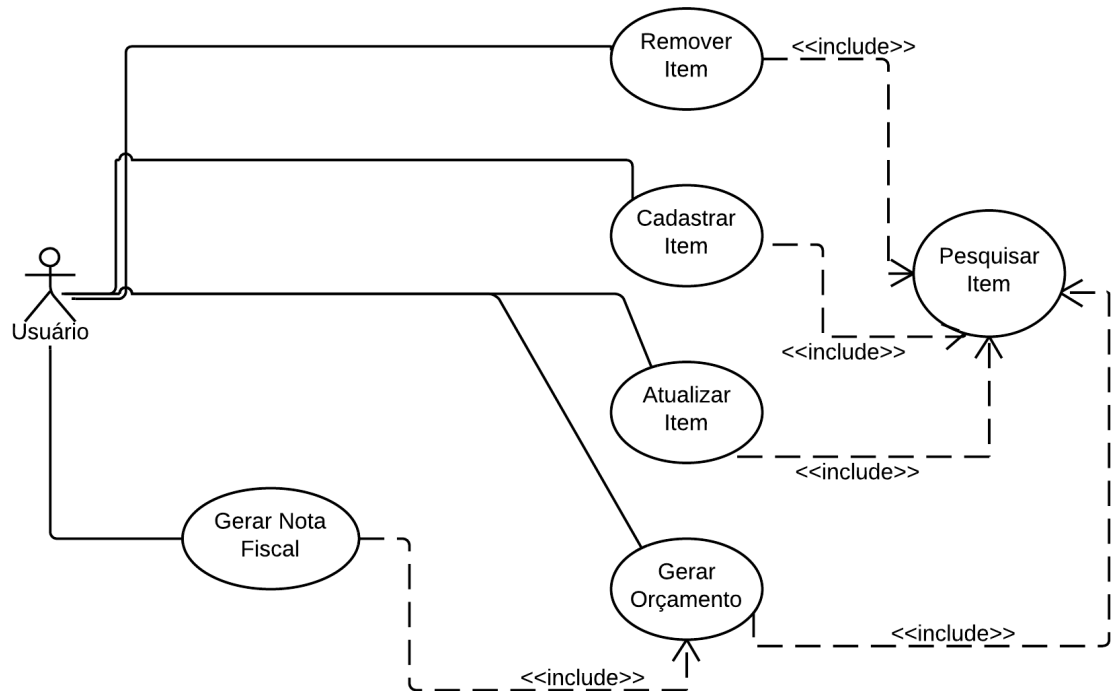 Remover
Item
<<include>>
Cadastrar
Item
Pesquisar
Item
Usuário
<<include>>
Atualizar
Item
<<include>>
Gerar Nota
Fiscal
Gerar
Orçamento
<<include>>
<<include>>